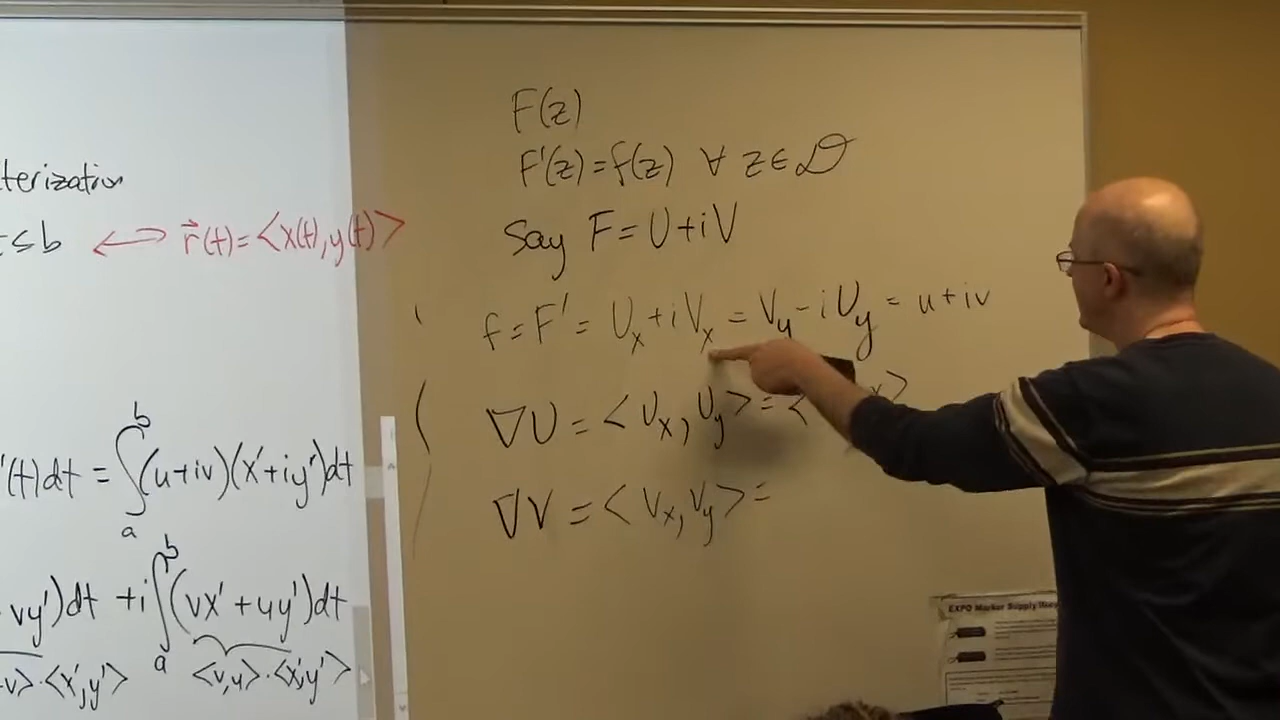 terization
t≤b ⟷ r⃗(t)=<x(t),y(t)>
'(t)dt = ∫_a^b (u+iv)(x'+iy')dt
vy')dt +i ∫_a^b (vx'+uy')dt
-v>·<x',y'> <v,u>·<x',y'>
F(z)
F'(z)=f(z) ∀ z∈𝒟
Say F=U+iV
f=F'= U_x+iV_x = V_y-iU_y = u+iv
∇U = <U_x, U_y> = <
∇V = <V_x, V_y> =
EXPO Marker Supply